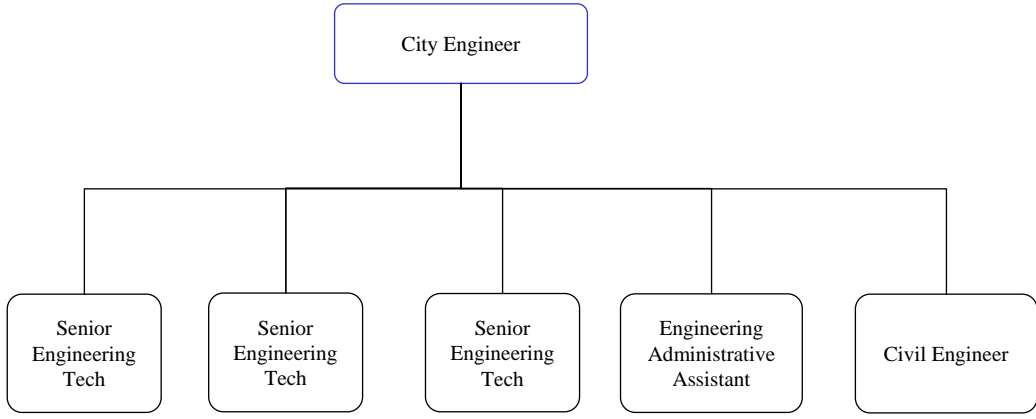 City Engineer
Senior
Engineering
Tech
Senior
Engineering
Tech
Senior
Engineering
Tech
Engineering
Administrative
Assistant
Civil Engineer